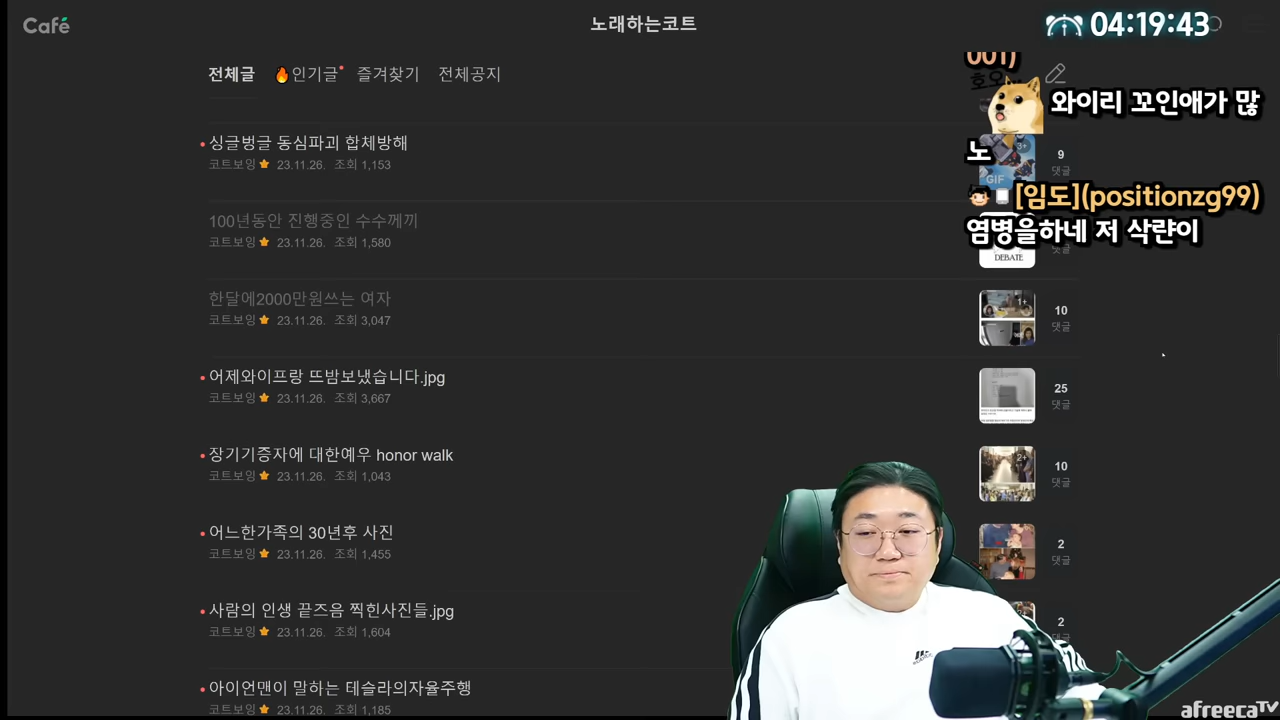 Café
노래하는코트
04:19:43
전체글 인기글 즐겨찾기 전체공지
001)
와이리 꼬인애가 많
노
[임도](positionzg99)
염병을하네 저 삭략이
싱글벙글 동심파괴 합체방해
코트보잉 23.11.26. 조회 1,153
3+
GIF
9
댓글
100년동안 진행중인 수수께끼
코트보잉 23.11.26. 조회 1,580
DEBATE
댓글
한달에2000만원쓰는 여자
코트보잉 23.11.26. 조회 3,047
10
댓글
어제와이프랑 뜨밤보냈습니다.jpg
코트보잉 23.11.26. 조회 3,667
25
댓글
장기기증자에 대한예우 honor walk
코트보잉 23.11.26. 조회 1,043
2+
10
댓글
어느한가족의 30년후 사진
코트보잉 23.11.26. 조회 1,455
2
댓글
사람의 인생 끝즈음 찍힌사진들.jpg
코트보잉 23.11.26. 조회 1,604
2
댓글
아이언맨이 말하는 테슬라의자율주행
코트보잉 23.11.26. 조회 1,185
afreecaTV